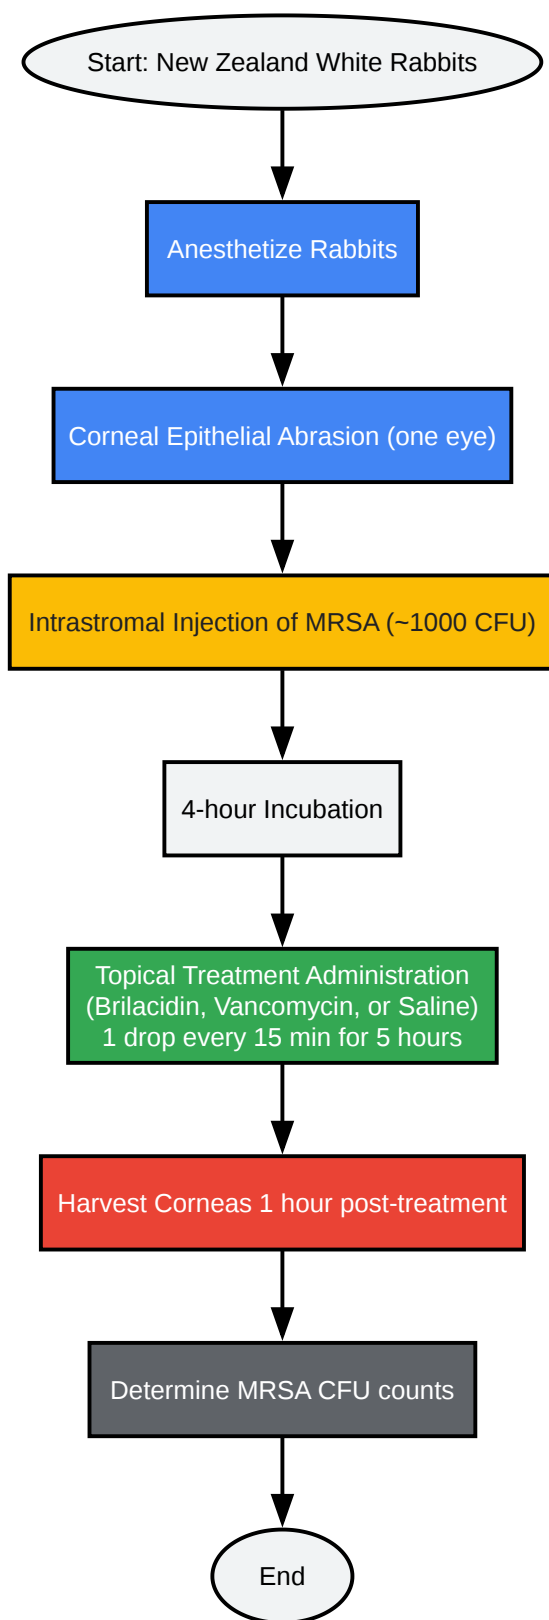 Start: New Zealand White Rabbits
Anesthetize Rabbits
Corneal Epithelial Abrasion (one eye)
Intrastromal Injection of MRSA (~1000 CFU)
4-hour Incubation
Topical Treatment Administration
(Brilacidin, Vancomycin, or Saline)
1 drop every 15 min for 5 hours
Harvest Corneas 1 hour post-treatment
Determine MRSA CFU counts
End